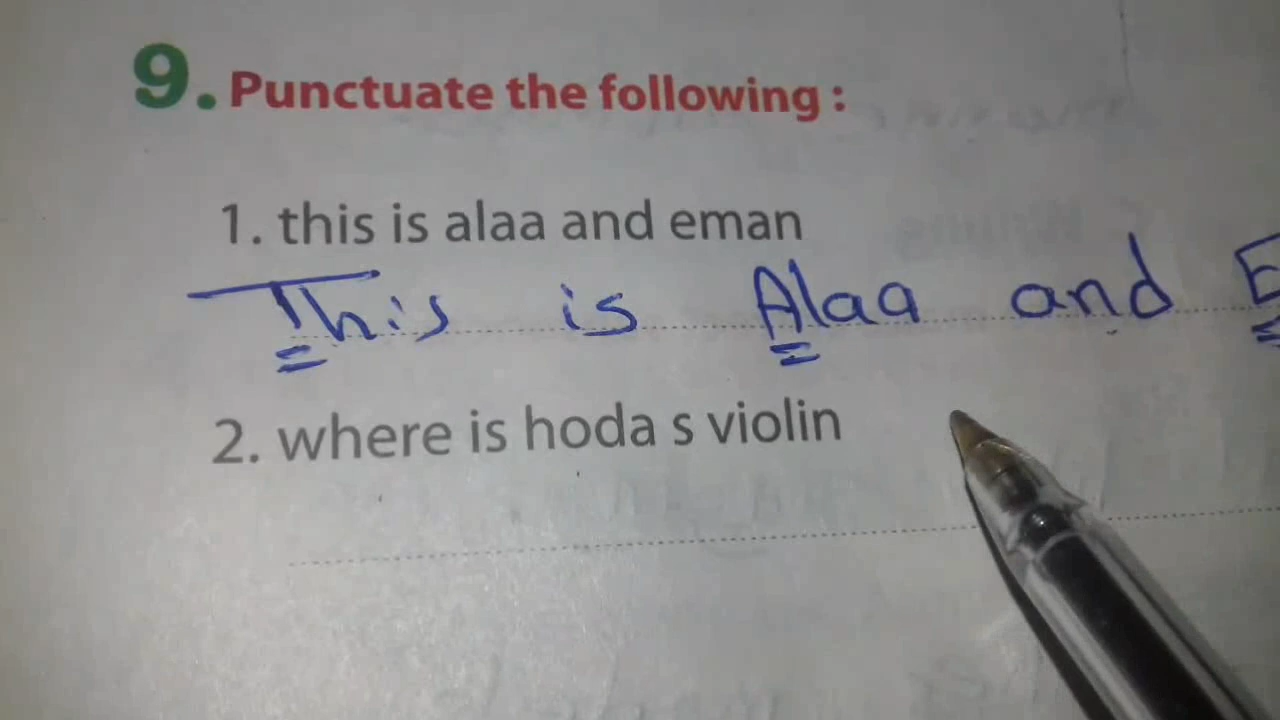 9. Punctuate the following :
1. this is alaa and eman
This is Alaa and E
2. where is hoda s violin